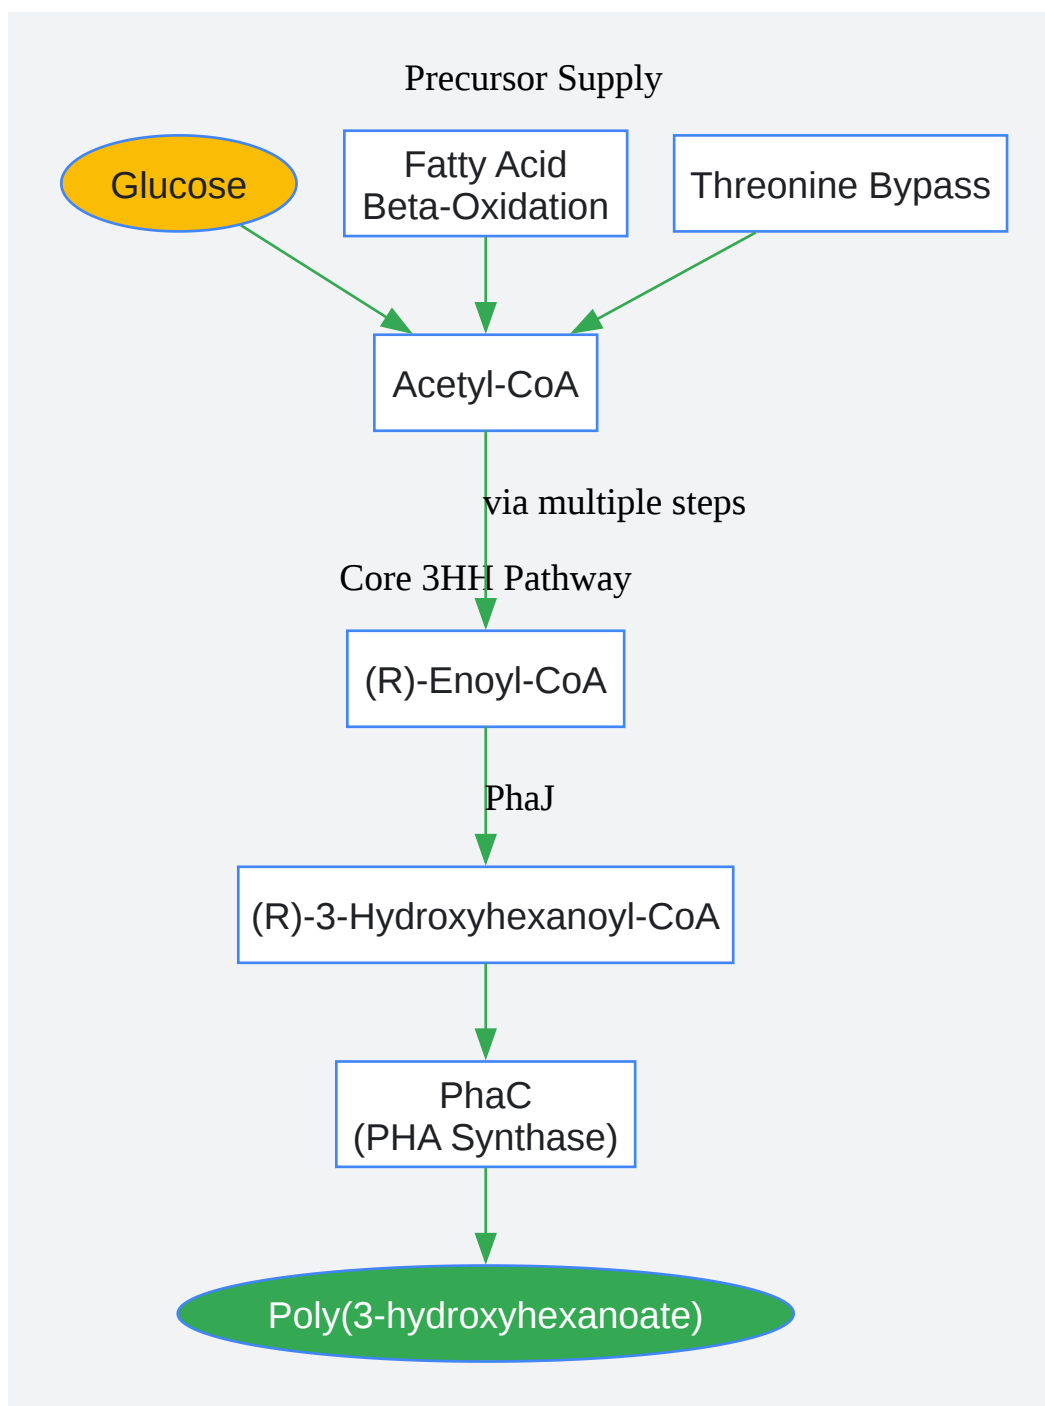 Precursor Supply
Glucose
Fatty Acid
Beta-Oxidation
Threonine Bypass
Acetyl-CoA
via multiple steps
Core 3HH Pathway
(R)-Enoyl-CoA
PhaJ
(R)-3-Hydroxyhexanoyl-CoA
PhaC
(PHA Synthase)
Poly(3-hydroxyhexanoate)